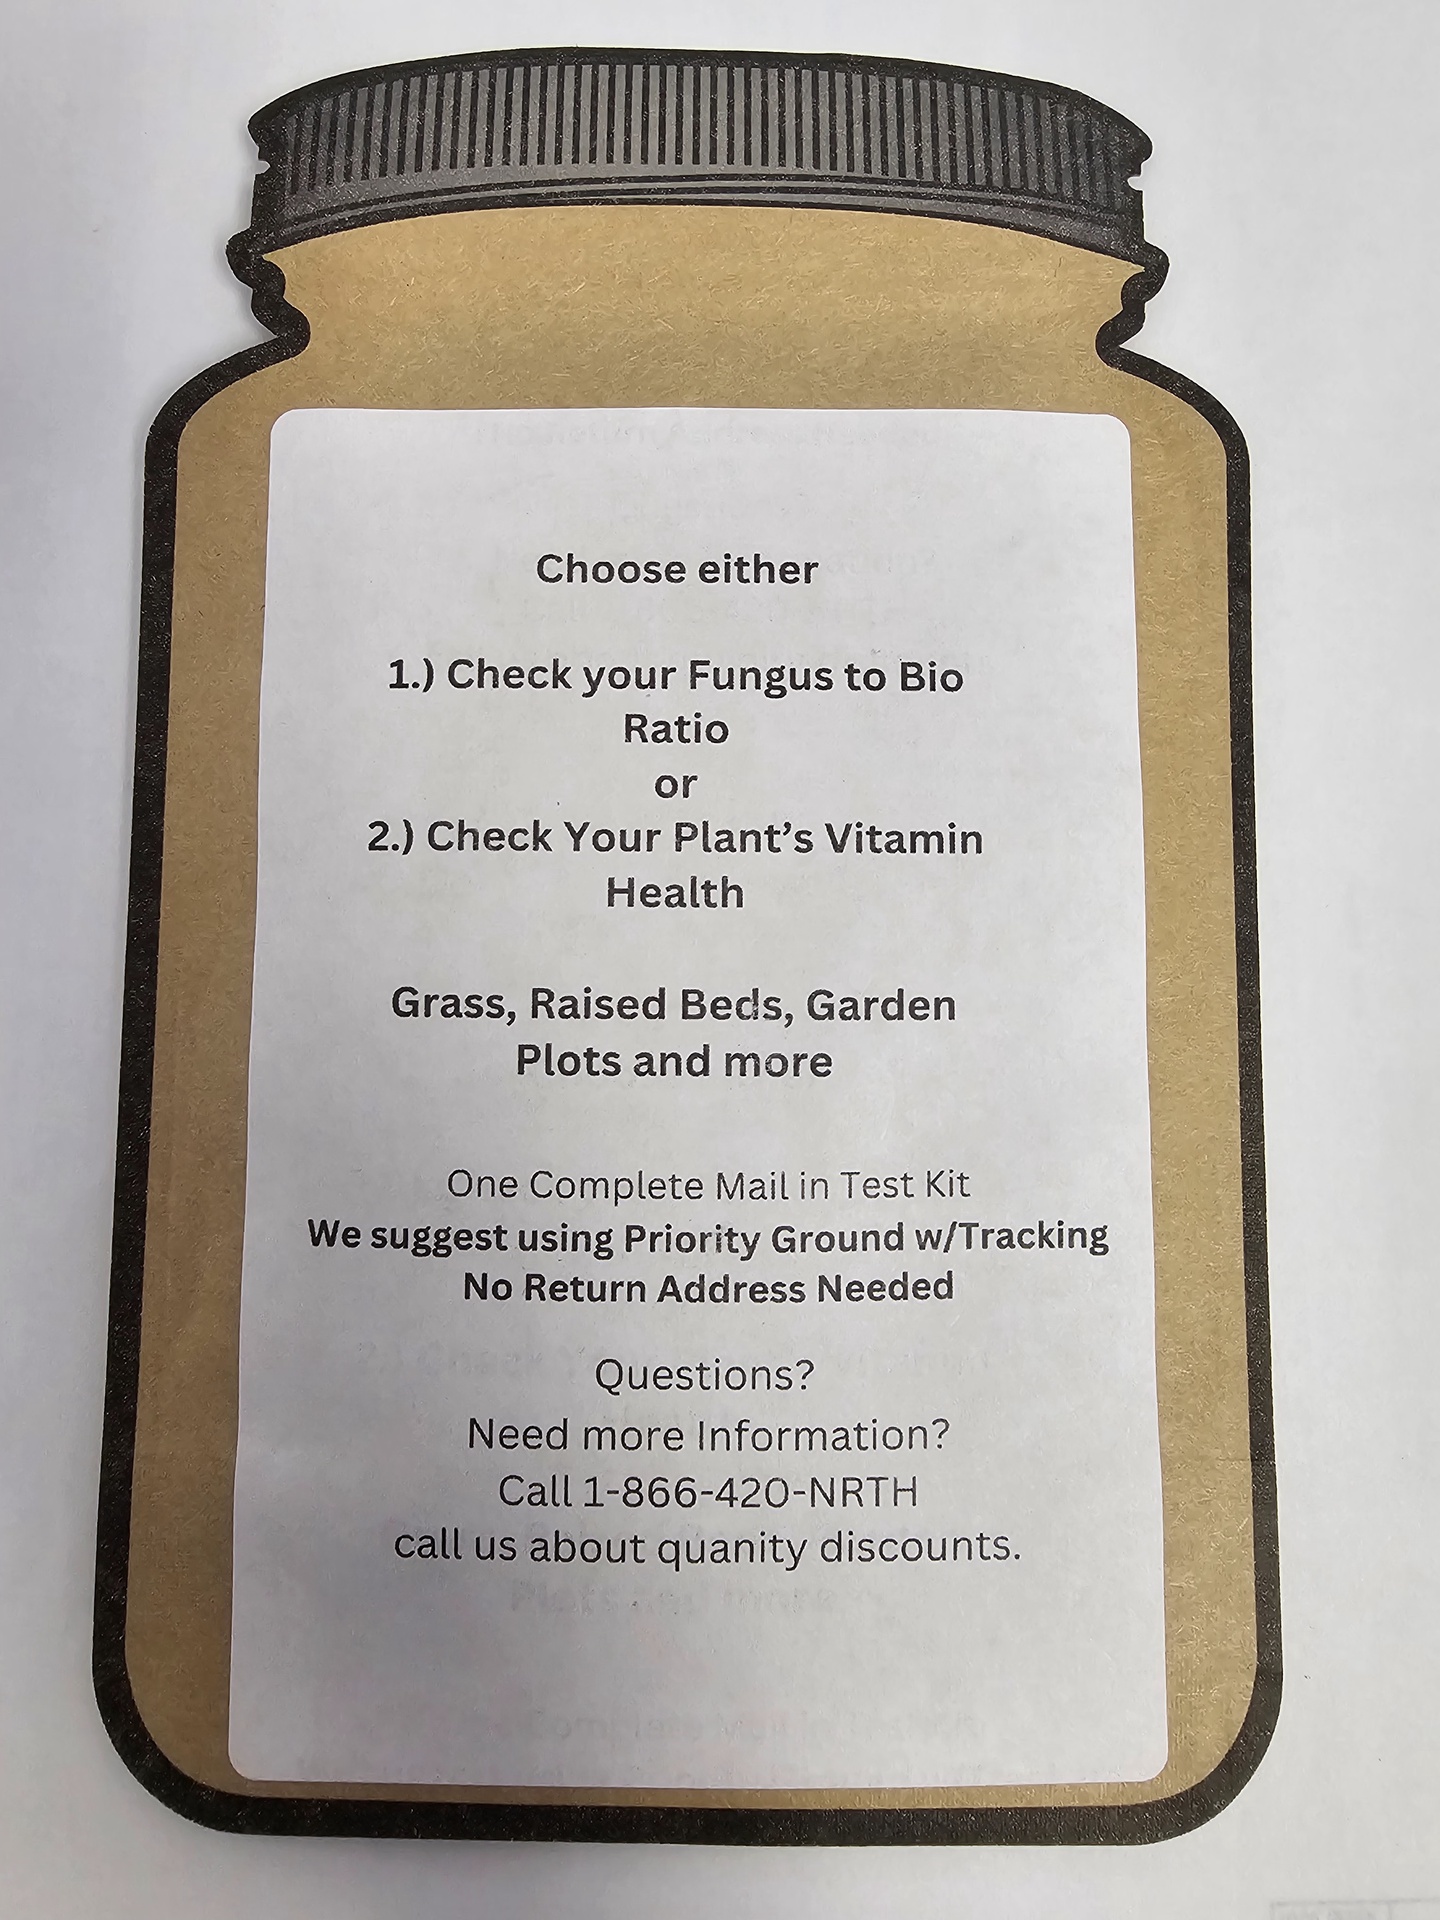 Choose either
1.) Check your Fungus to Bio
Ratio
or
2.) Check Your Plant's Vitamin
Health
Grass, Raised Beds, Garden
Plots and more
One Complete Mail in Test Kit
We suggest using Priority Ground w/Tracking
No Return Address Needed
Questions?
Need more Information?
Call 1-866-420-NRTH
call us about quanity discounts.